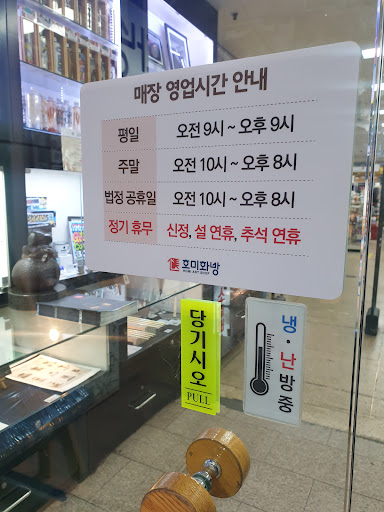 매장 영업시간 안내
평일 오전 9시 ~ 오후 9시
주말 오전 10시 ~ 오후 8시
법정 공휴일 오전 10시 ~ 오후 8시
정기 휴무 신정, 설 연휴, 추석 연휴
호미화방
HOMI ART SHOP
당기시오
PULL
냉·난방중